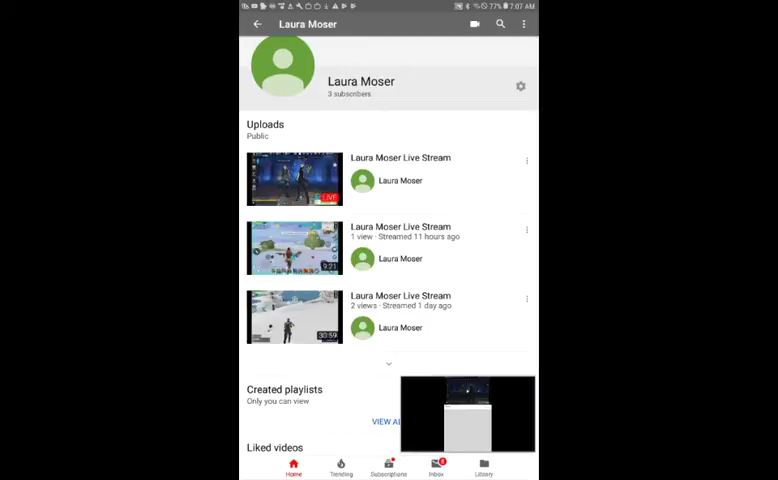 77% 7:07 AM
Laura Moser
Laura Moser
3 subscribers
Uploads
Public
Laura Moser Live Stream
Laura Moser
LIVE
Laura Moser Live Stream
1 view · Streamed 11 hours ago
Laura Moser
9:21
Laura Moser Live Stream
2 views · Streamed 1 day ago
Laura Moser
30:59
Created playlists
Only you can view
VIEW AL
Liked videos
8
Home Trending Subscriptions Inbox Library